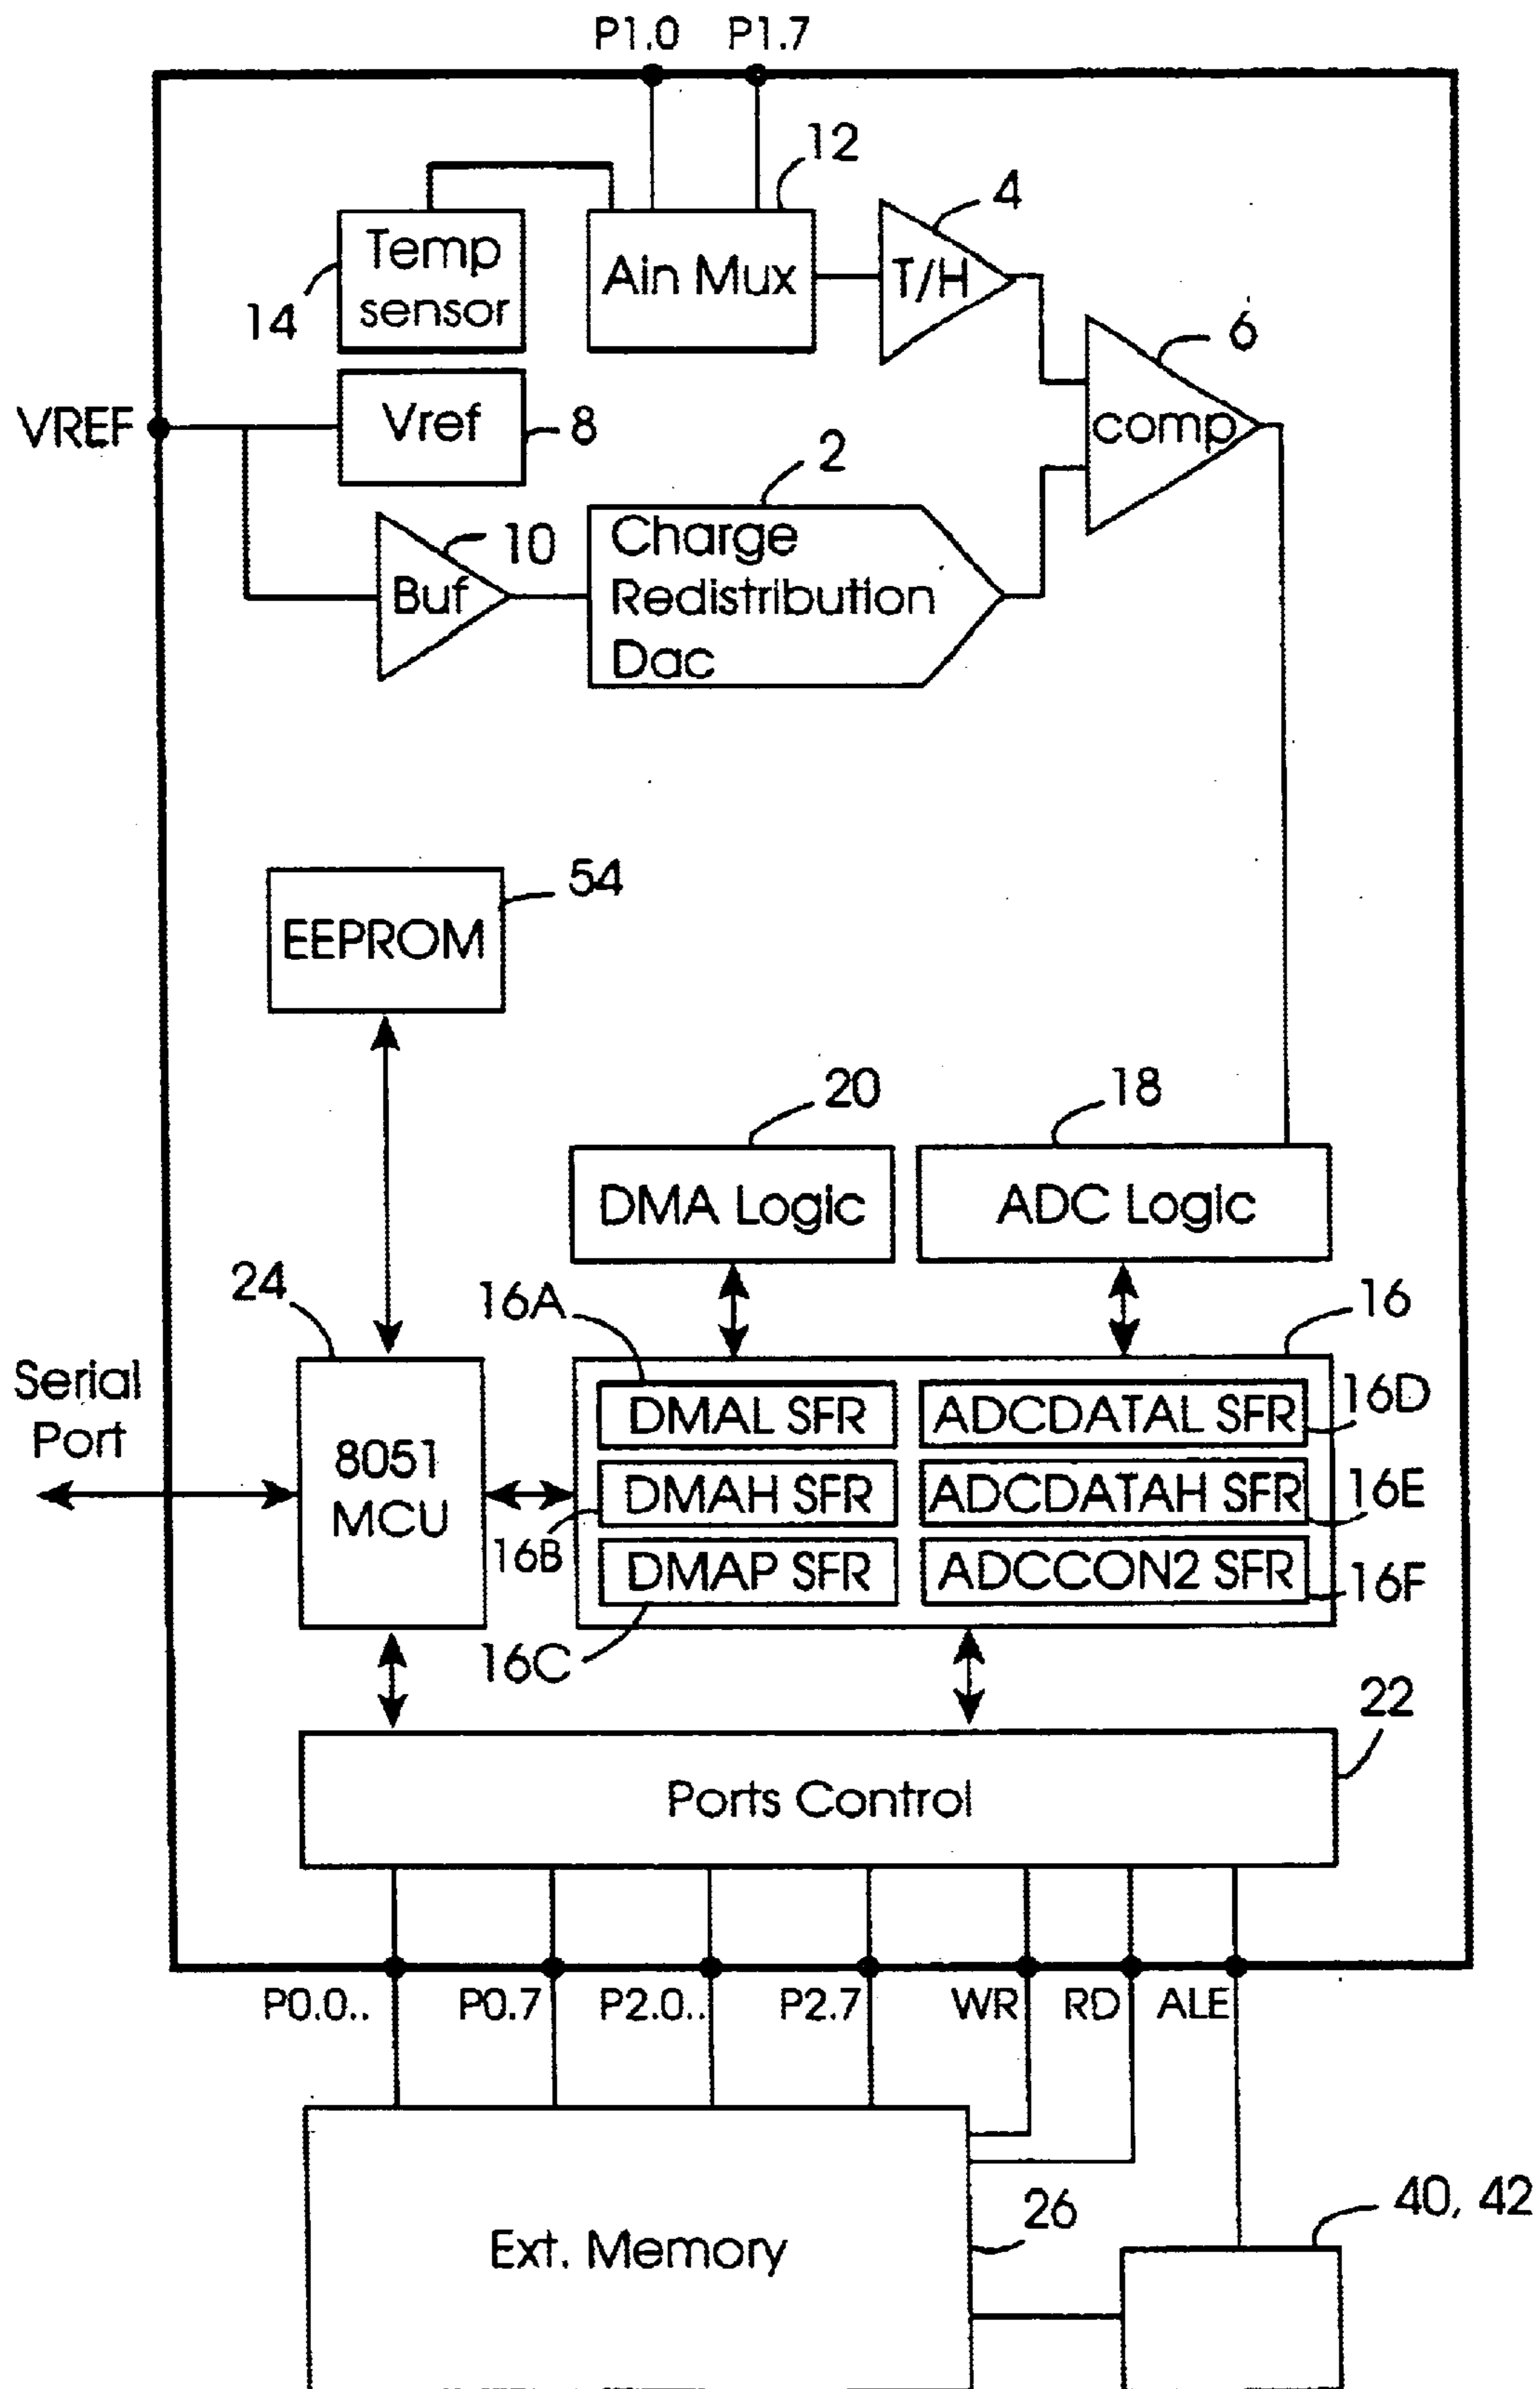 P1.0 P1.7
12
4
Temp
sensor
14
Ain Mux
T/H
6
VREF
Vref
8
comp
2
10
Buf
Charge
Redistribution
Dac
54
EEPROM
20
18
DMA Logic
ADC Logic
24
16A
16
Serial
Port
8051
MCU
DMAL SFR
ADCDATAL SFR
16D
DMAH SFR
ADCDATAH SFR
16E
16B
DMAP SFR
ADCCON2 SFR
16F
16C
22
Ports Control
P0.0.. P0.7 P2.0.. P2.7 WR RD ALE
26
40, 42
Ext. Memory